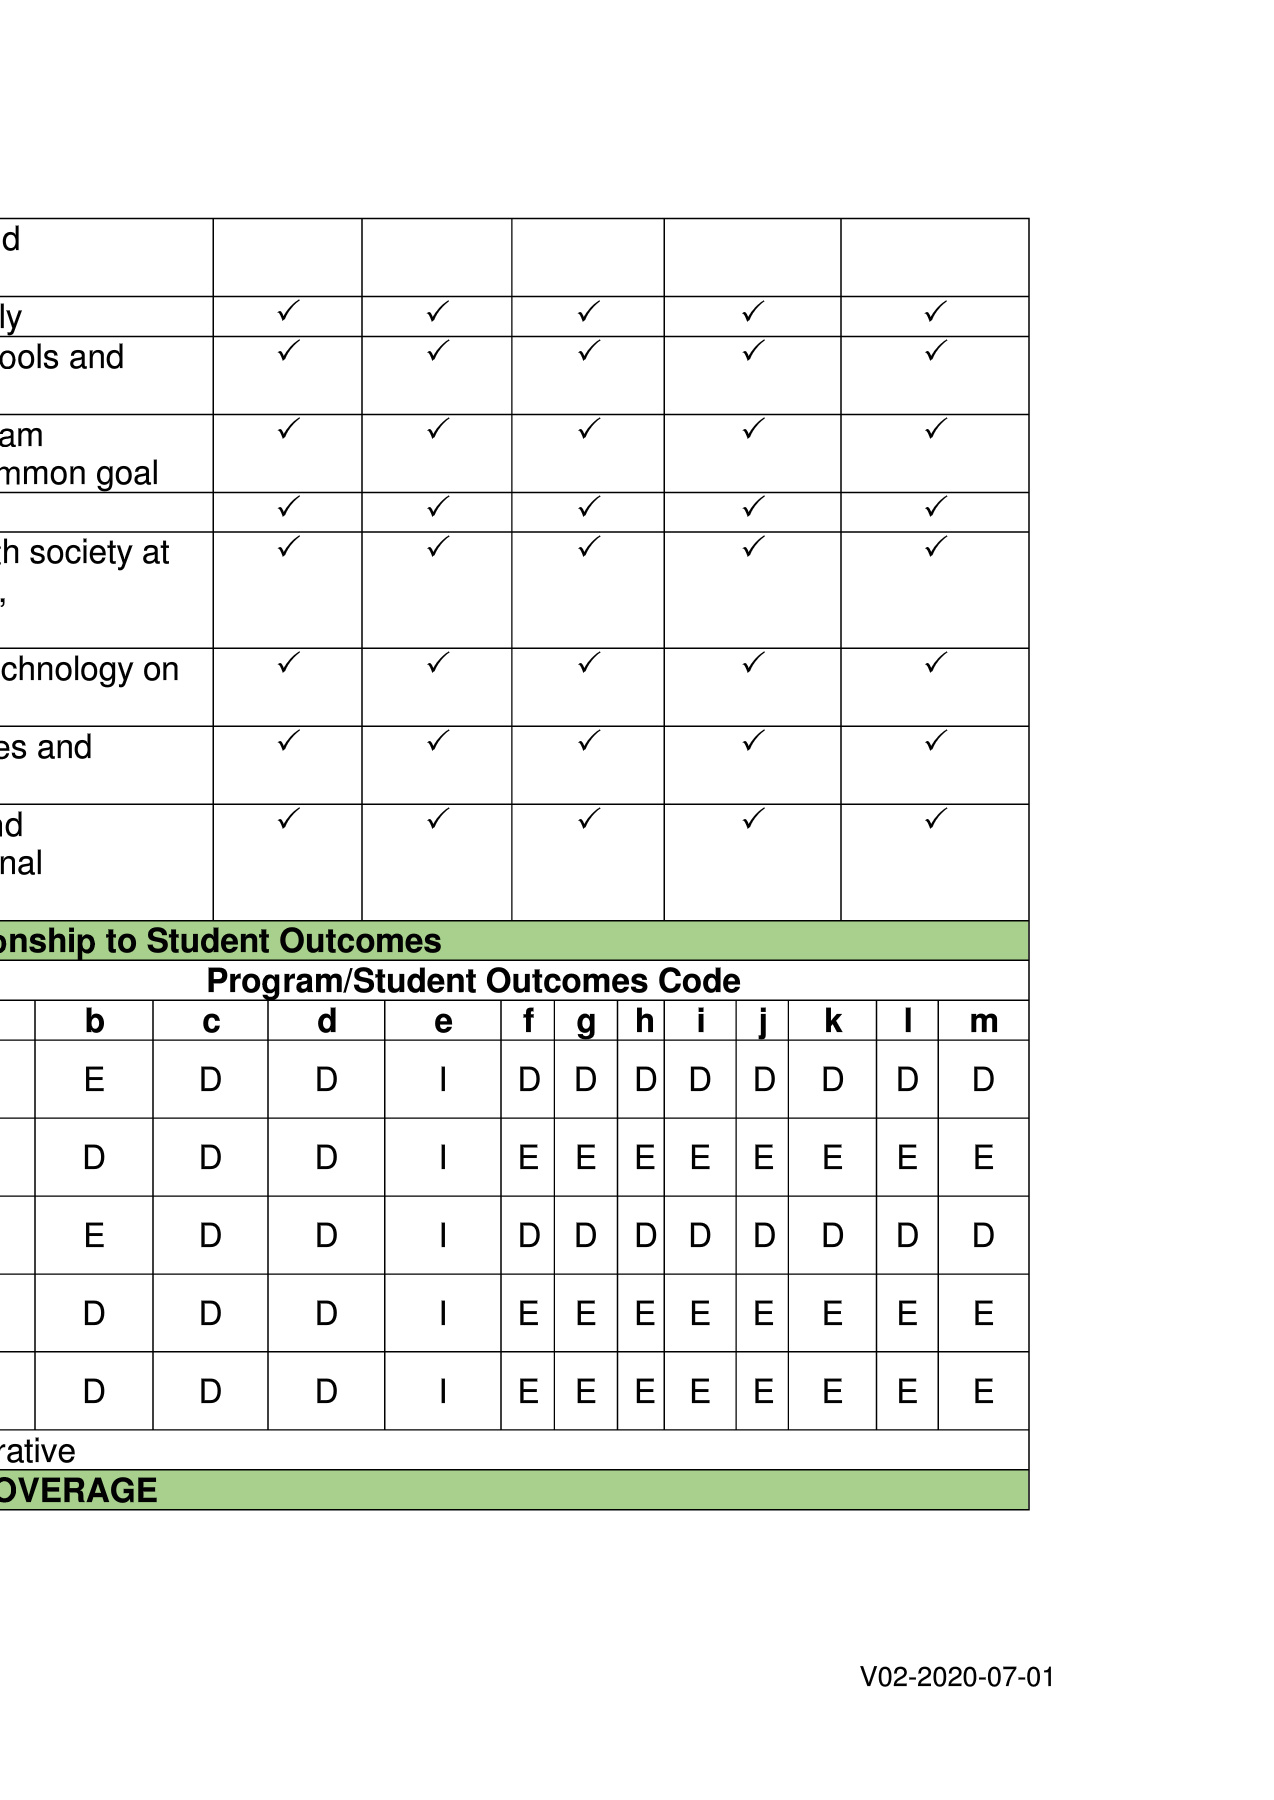 d
ly ✓ ✓ ✓ ✓ ✓
ools and ✓ ✓ ✓ ✓ ✓
am ✓ ✓ ✓ ✓ ✓
mmon goal
✓ ✓ ✓ ✓ ✓
h society at ✓ ✓ ✓ ✓ ✓
,
chnology on ✓ ✓ ✓ ✓ ✓
es and ✓ ✓ ✓ ✓ ✓
nd ✓ ✓ ✓ ✓ ✓
nal
onship to Student Outcomes
Program/Student Outcomes Code
b c d e f g h i j k l m
E D D I D D D D D D D D
D D D I E E E E E E E E
E D D I D D D D D D D D
D D D I E E E E E E E E
D D D I E E E E E E E E
rative
OVERAGE
V02-2020-07-01